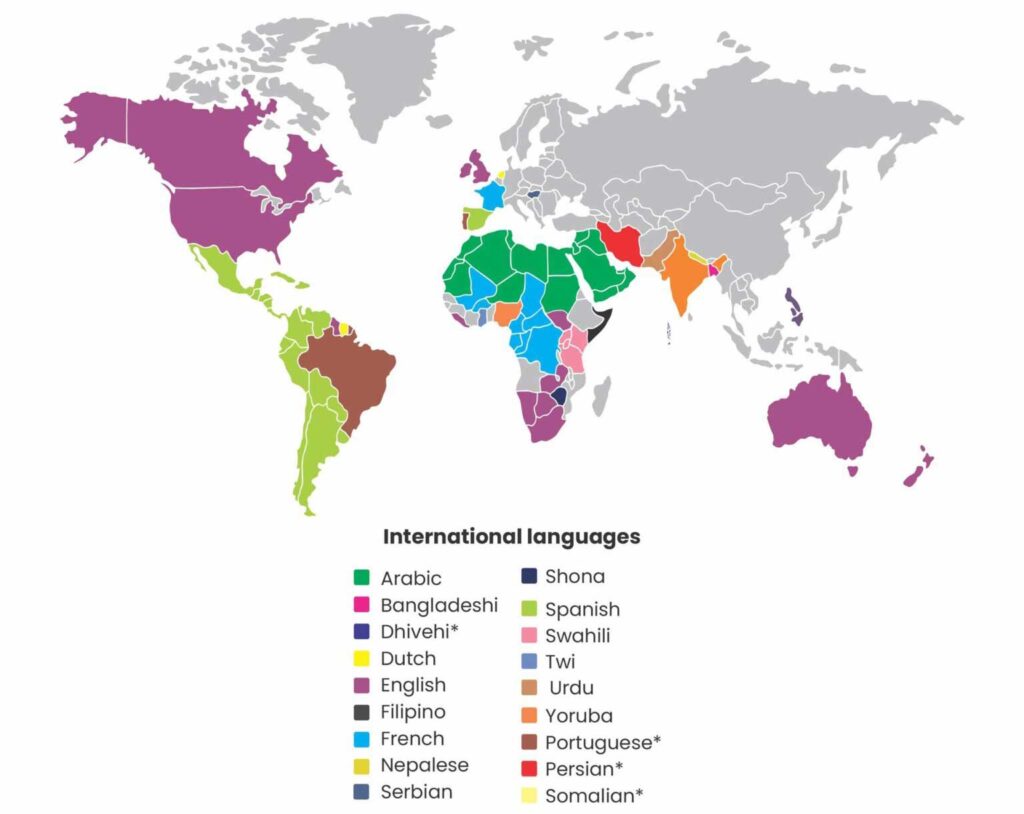 International languages
Arabic
Bangladeshi
Dhivehi*
Dutch
English
Filipino
French
Nepalese
Serbian
Shona
Spanish
Swahili
Twi
Urdu
Yoruba
Portuguese*
Persian*
Somalian*